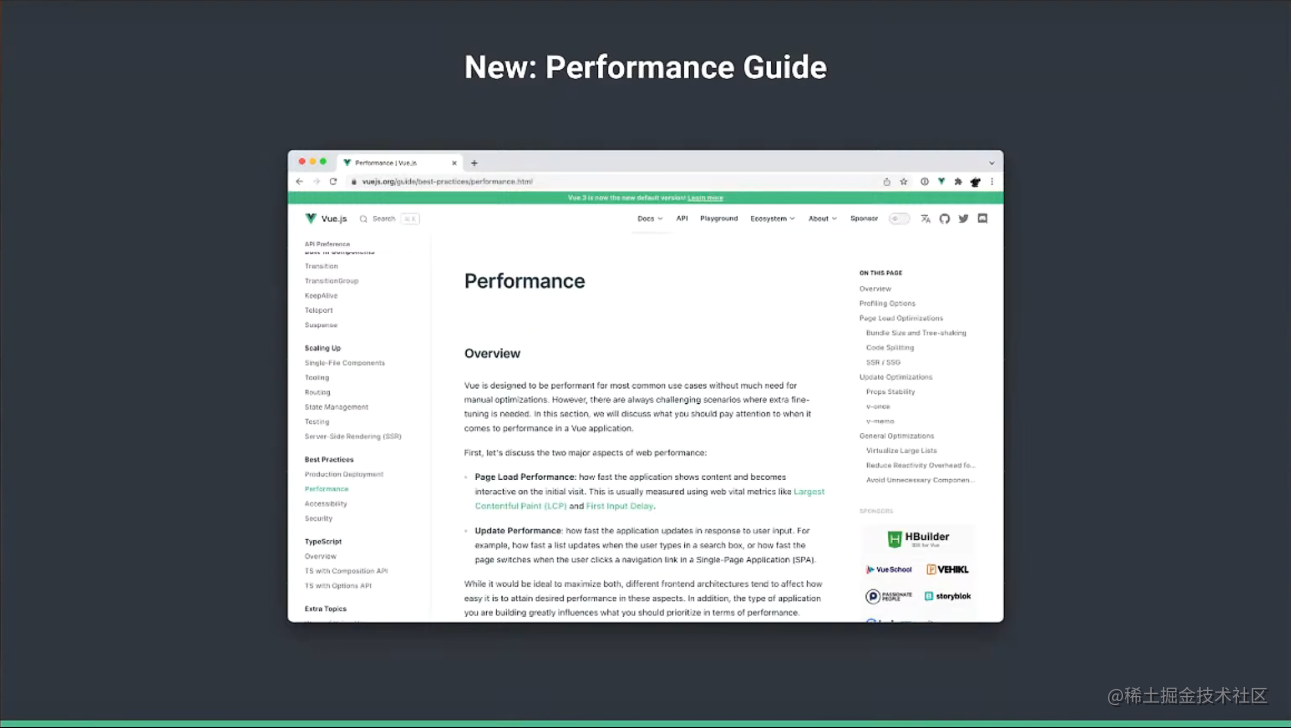 New: Performance Guide
Performance | Vue.js
vuejs.org/guide/best-practices/performance.html
Vue 3 is now the new default version! Learn more
Vue.js
Search
Docs
API
Playground
Ecosystem
About
Sponsor
API Preference
Built-in Components
Transition
TransitionGroup
KeepAlive
Teleport
Suspense
Scaling Up
Single-File Components
Tooling
Routing
State Management
Testing
Server-Side Rendering (SSR)
Best Practices
Production Deployment
Performance
Accessibility
Security
TypeScript
Overview
TS with Composition API
TS with Options API
Extra Topics
Performance
Overview
Vue is designed to be performant for most common use cases without much need for
manual optimizations. However, there are always challenging scenarios where extra fine-
tuning is needed. In this section, we will discuss what you should pay attention to when it
comes to performance in a Vue application.
First, let's discuss the two major aspects of web performance:
• Page Load Performance: how fast the application shows content and becomes
interactive on the initial visit. This is usually measured using web vital metrics like Largest
Contentful Paint (LCP) and First Input Delay.
• Update Performance: how fast the application updates in response to user input. For
example, how fast a list updates when the user types in a search box, or how fast the
page switches when the user clicks a navigation link in a Single-Page Application (SPA).
While it would be ideal to maximize both, different frontend architectures tend to affect how
easy it is to attain desired performance in these aspects. In addition, the type of application
you are building greatly influences what you should prioritize in terms of performance.
ON THIS PAGE
Overview
Profiling Options
Page Load Optimizations
Bundle Size and Tree-shaking
Code Splitting
SSR / SSG
Update Optimizations
Props Stability
v-once
v-memo
General Optimizations
Virtualize Large Lists
Reduce Reactivity Overhead fo...
Avoid Unnecessary Componen...
SPONSORS
HBuilder
IDE for Vue
Vue School
VEHIKL
PASSIONATE
PEOPLE
storyblok
@稀土掘金技术社区